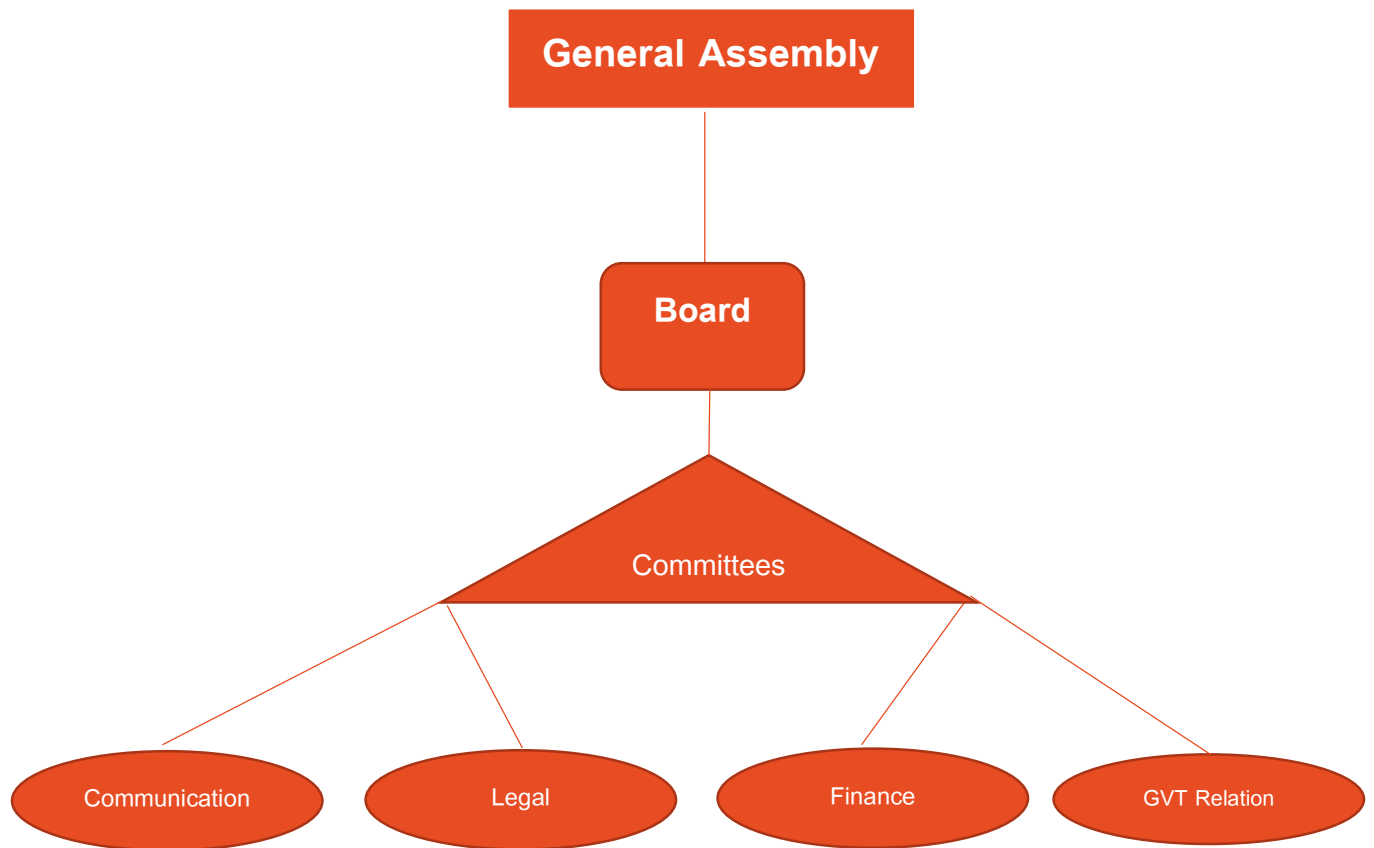 General Assembly
Board
Committees
Communication
Legal
Finance
GVT Relation